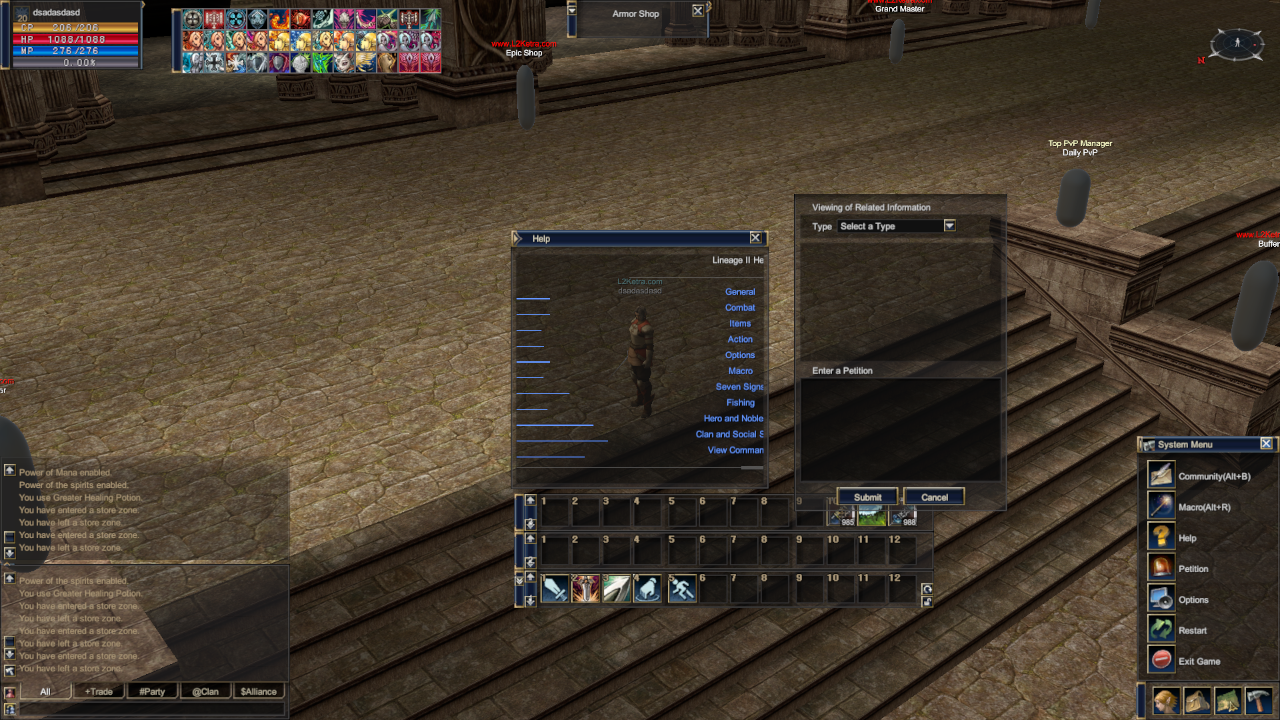 dsadasdasd
20
CP 206/206
HP 1088/1088
MP 276/276
0.00%
Armor Shop
www.L2Ketra.com
Epic Shop
Grand Master
N
Top PvP Manager
Daily PvP
Buffer
Viewing of Related Information
Type Select a Type
Enter a Petition
Submit
Cancel
Help
Lineage II He
L2Ketra.com
dsadasdasd
General
Combat
Items
Action
Options
Macro
Seven Signs
Fishing
Hero and Noble
Clan and Social S
View Comman
Power of Mana enabled.
Power of the spirits enabled.
You use Greater Healing Potion.
You have entered a store zone.
You have left a store zone.
You have entered a store zone.
You have left a store zone.
Power of the spirits enabled.
You use Greater Healing Potion.
You have entered a store zone.
You have left a store zone.
You have entered a store zone.
You have left a store zone.
You have entered a store zone.
You have left a store zone.
All
+Trade
#Party
@Clan
$Alliance
1 2 3 4 5 6 7 8 9 10
985 988
1 2 3 4 5 6 7 8 9 10 11 12
6 7 8 9 10 11 12
System Menu
Community(Alt+B)
Macro(Alt+R)
Help
Petition
Options
Restart
Exit Game